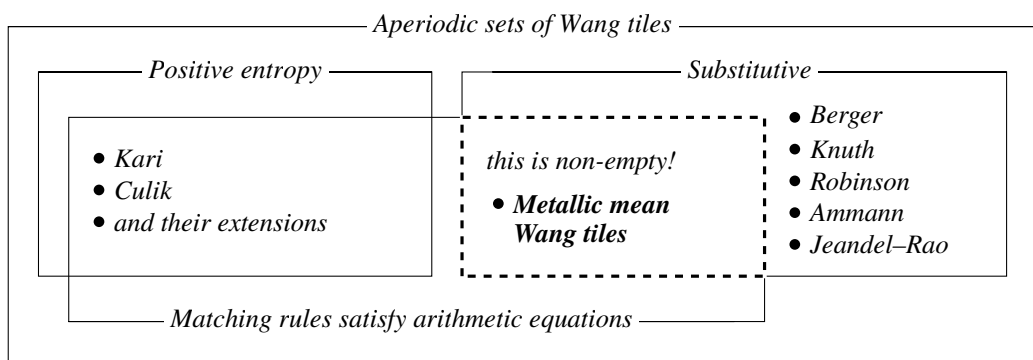 Aperiodic sets of Wang tiles
Positive entropy
Substitutive
• Kari
• Culik
• and their extensions
this is non-empty!
• Metallic mean
Wang tiles
• Berger
• Knuth
• Robinson
• Ammann
• Jeandel–Rao
Matching rules satisfy arithmetic equations